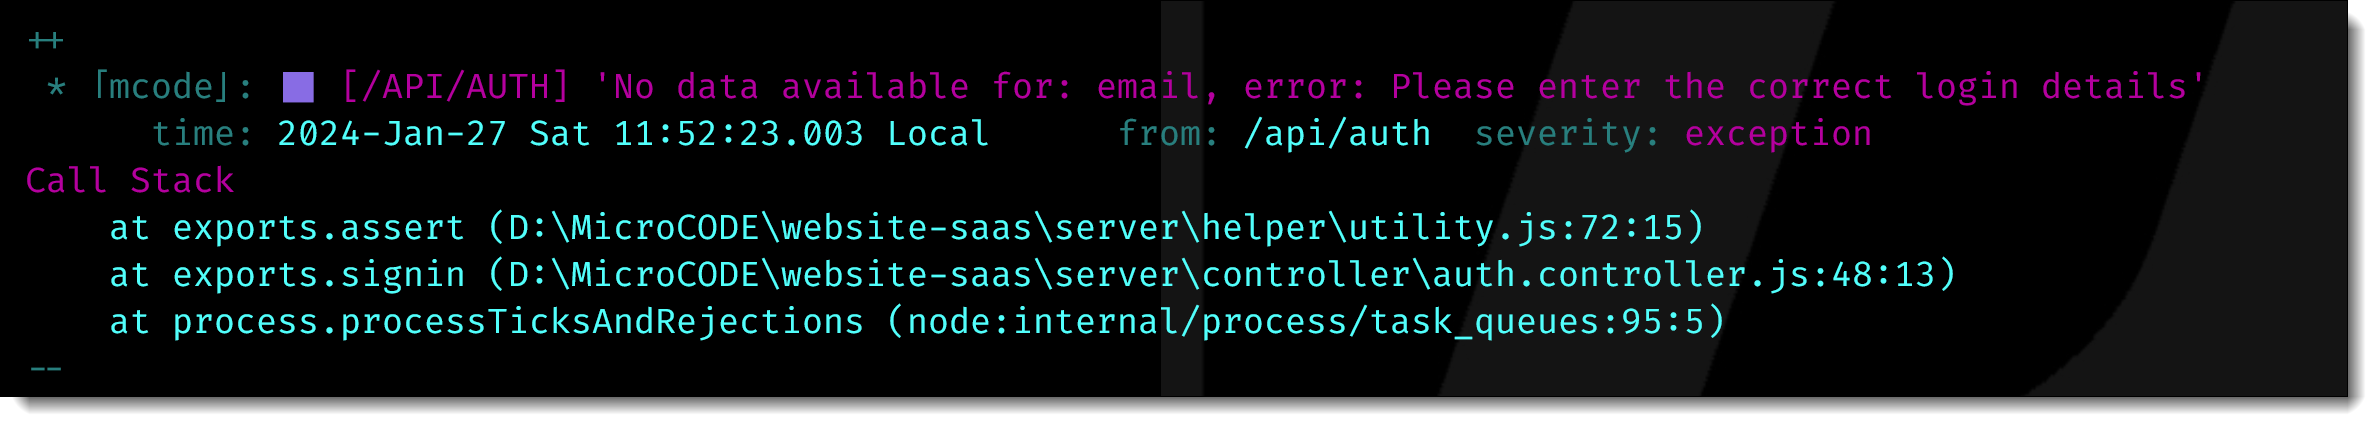 ++
* ⌈mcode⌋: [/API/AUTH] 'No data available for: email, error: Please enter the correct login details'
time: 2024-Jan-27 Sat 11:52:23.003 Local from: /api/auth severity: exception
Call Stack
at exports.assert (D:\MicroCODE\website-saas\server\helper\utility.js:72:15)
at exports.signin (D:\MicroCODE\website-saas\server\controller\auth.controller.js:48:13)
at process.processTicksAndRejections (node:internal/process/task_queues:95:5)
--